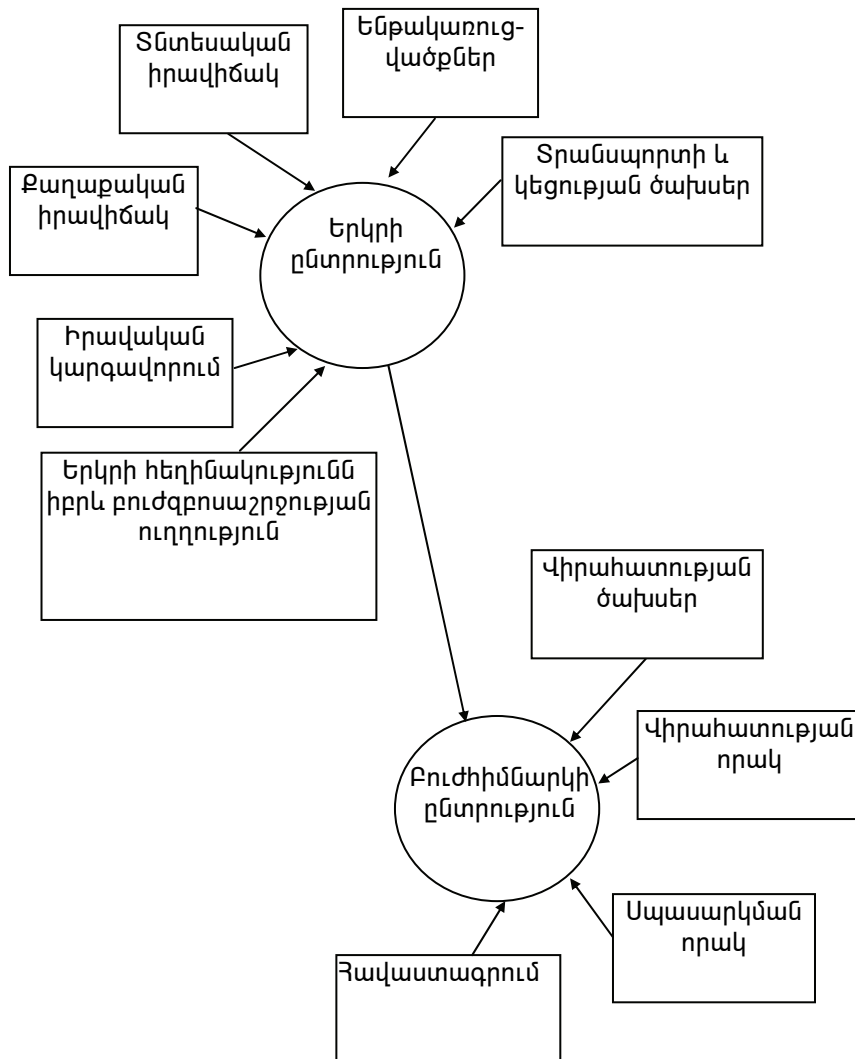 Տնտեսական
իրավիճակ
Ենթակառուց-
վածքներ
Տրանսպորտի և
կեցության ծախսեր
Քաղաքական
իրավիճակ
Երկրի
ընտրություն
Իրավական
կարգավորում
Երկրի հեղինակությունն
իբրև բուժզբոսաշրջության
ուղղություն
Վիրահատության
ծախսեր
Վիրահատության
որակ
Բուժհիմնարկի
ընտրություն
Սպասարկման
որակ
Հավաստագրում